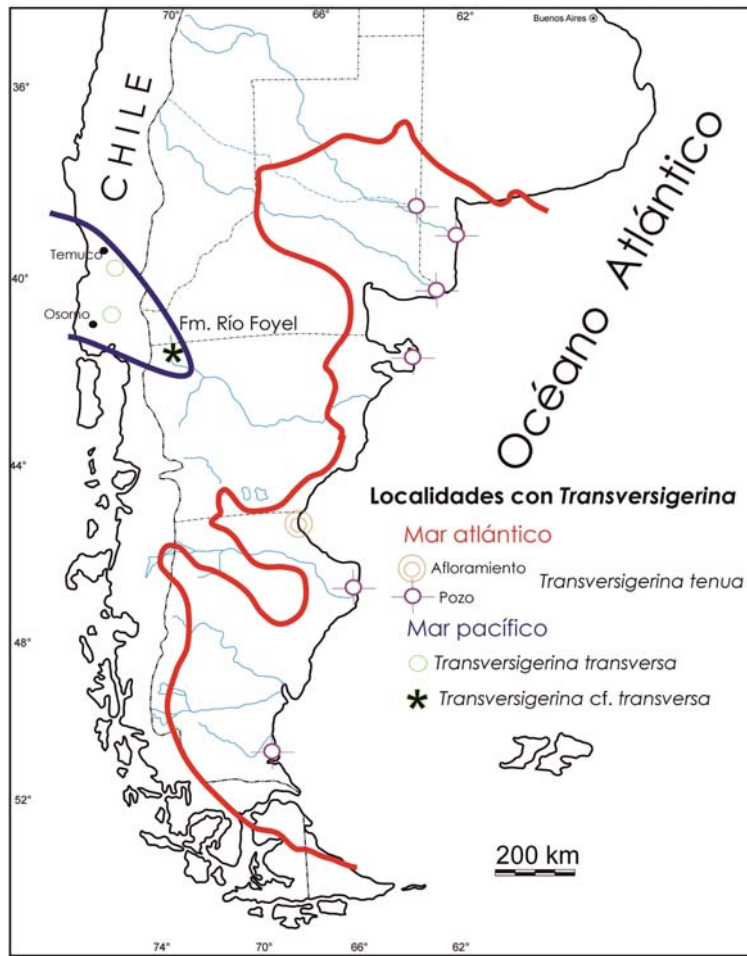 70°
66°
62°
Buenos Aires
36°
CHILE
Océano Atlántico
Temuco
40°
Osorno
Fm. Río Foyel
44°
Localidades con Transversigerina
Mar atlántico
Afloramiento
Transversigerina tenua
Pozo
Mar pacífico
48°
Transversigerina transversa
Transversigerina cf. transversa
52°
200 km
74°
70°
66°
62°